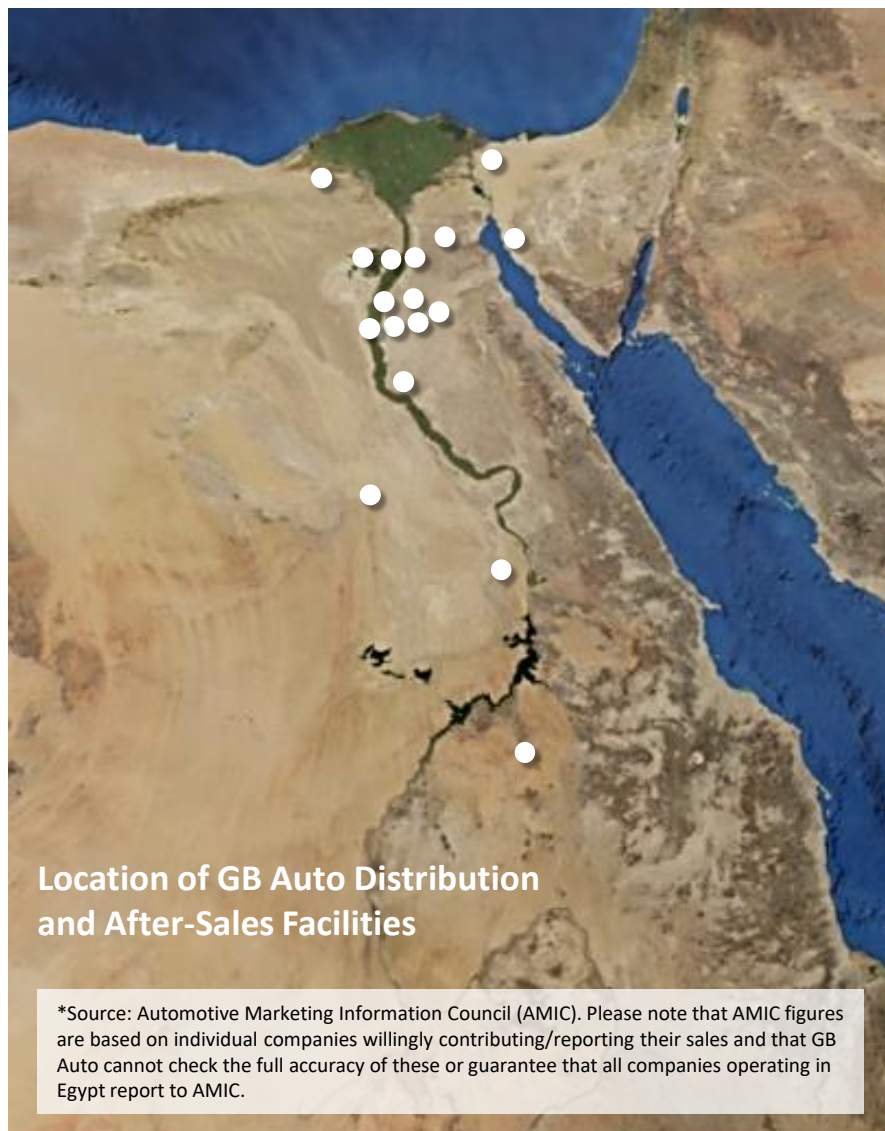 Location of GB Auto Distribution
and After-Sales Facilities
*Source: Automotive Marketing Information Council (AMIC). Please note that AMIC figures
are based on individual companies willingly contributing/reporting their sales and that GB
Auto cannot check the full accuracy of these or guarantee that all companies operating in
Egypt report to AMIC.